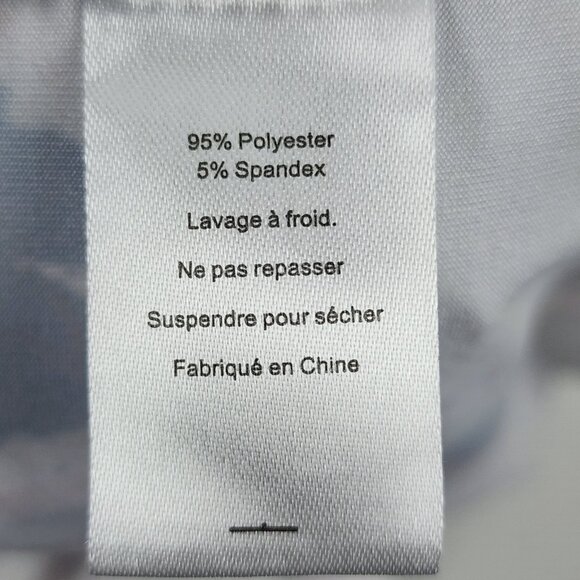 95% Polyester
5% Spandex
Lavage à froid.
Ne pas repasser
Suspendre pour sécher
Fabriqué en Chine